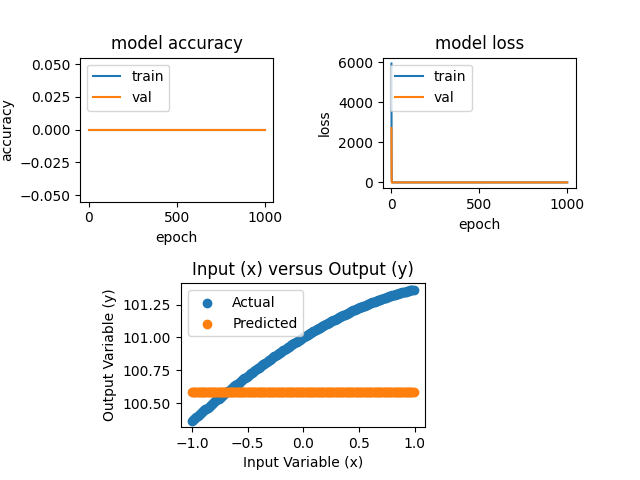 model accuracy
0.050
0.025
0.000
−0.025
−0.050
accuracy
train
val
0
500
1000
epoch
model loss
6000
4000
2000
0
loss
train
val
0
500
1000
epoch
Input (x) versus Output (y)
101.25
101.00
100.75
100.50
Output Variable (y)
Actual
Predicted
−1.0
−0.5
0.0
0.5
1.0
Input Variable (x)